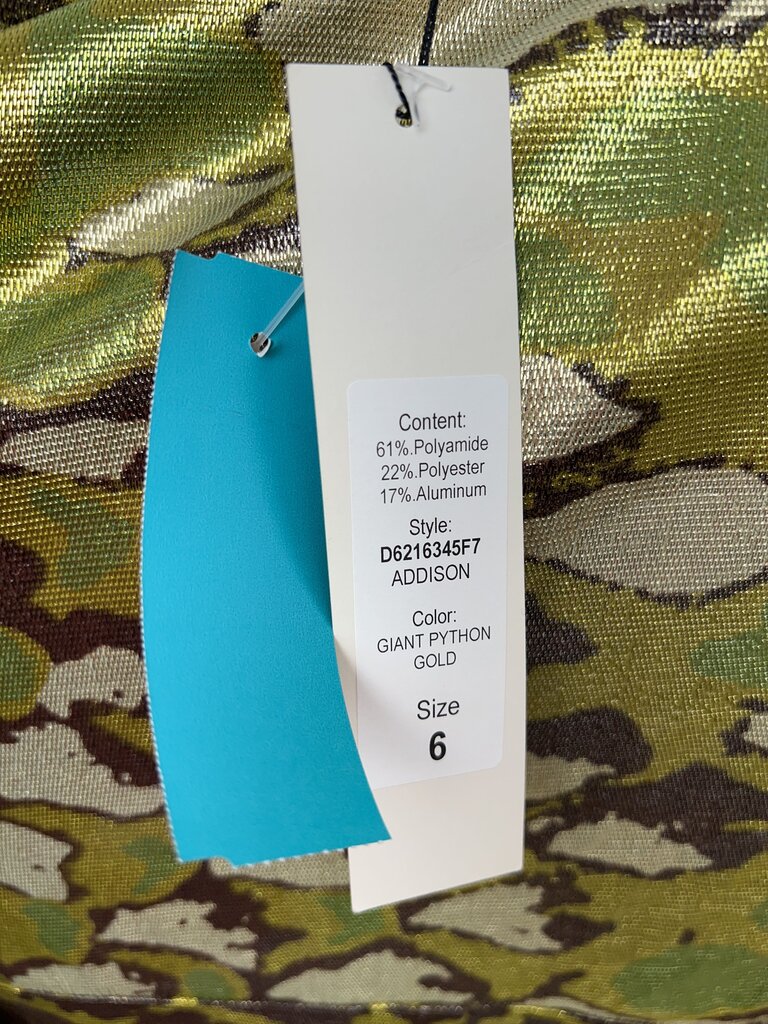 Content:
61%.Polyamide
22%.Polyester
17%.Aluminum
Style:
D6216345F7
ADDISON
Color:
GIANT PYTHON
GOLD
Size
6